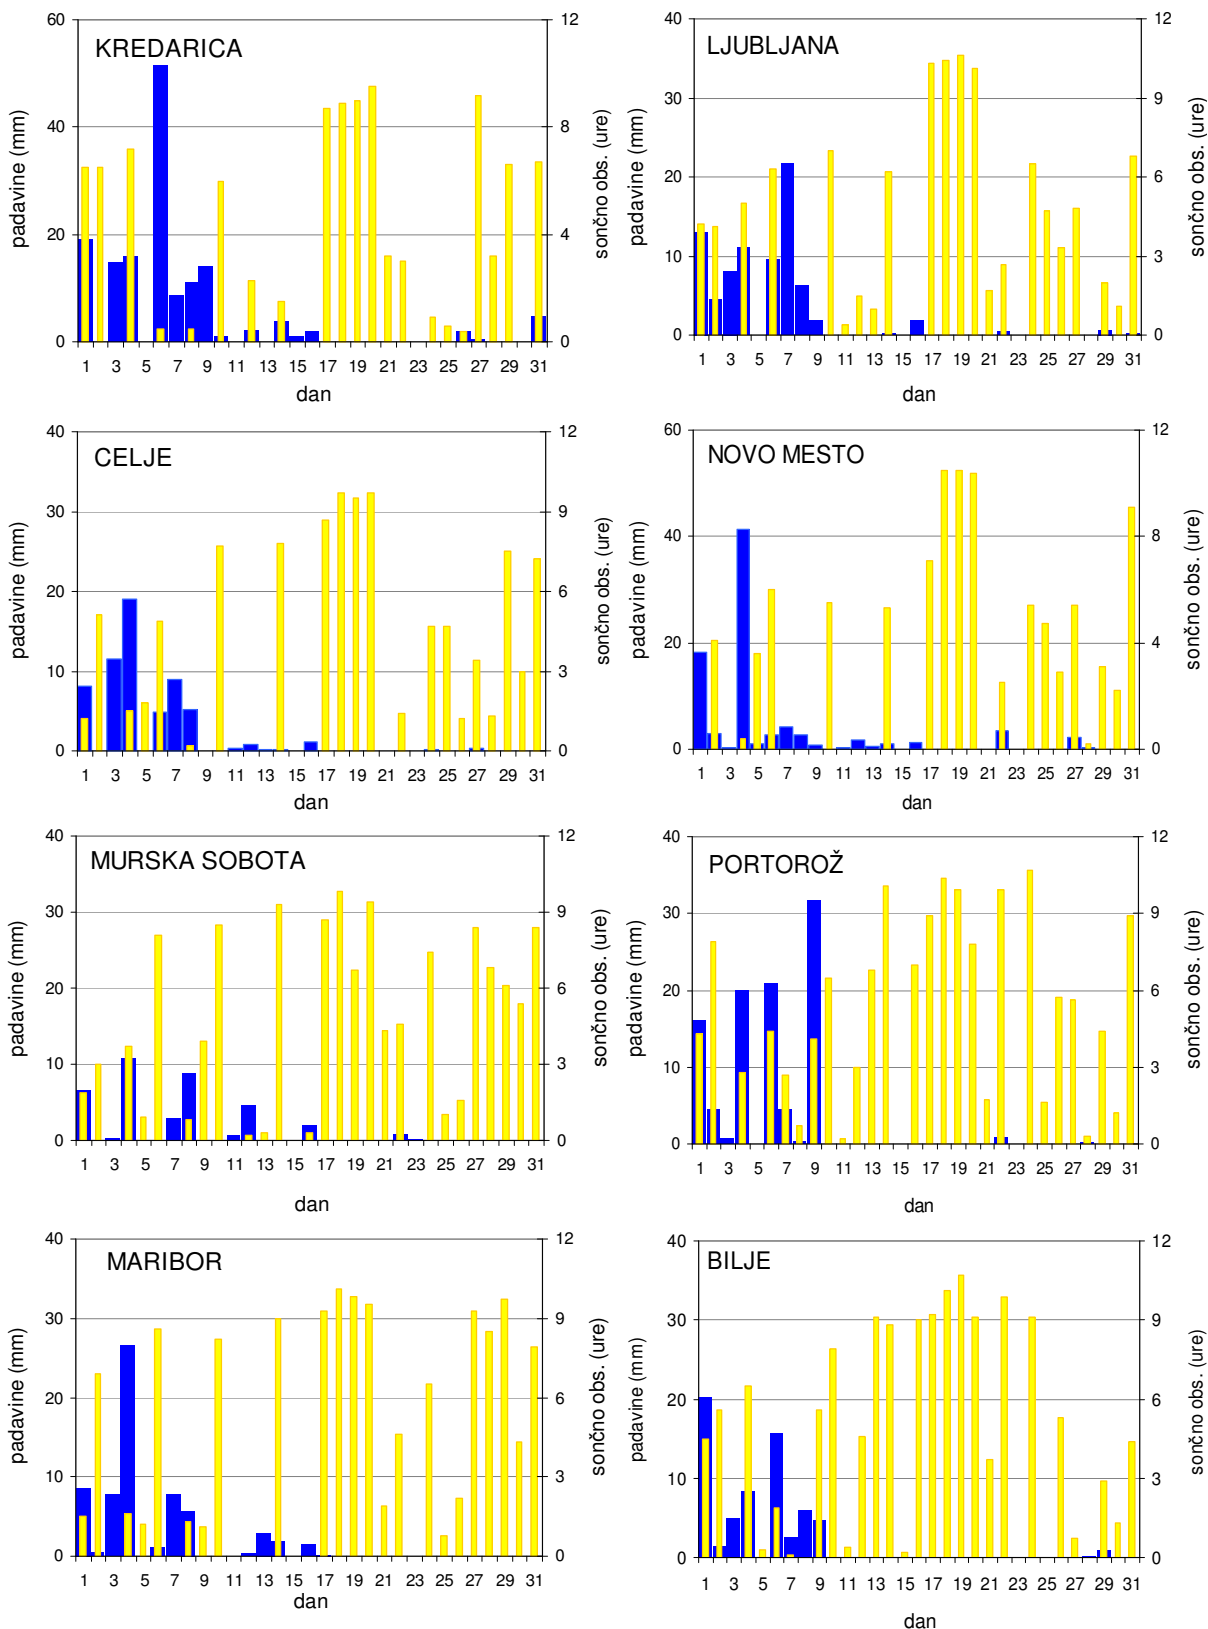 KREDARICA
60
40
20
0
12
8
4
0
padavine (mm)
sončno obs. (ure)
1 3 5 7 9 11 13 15 17 19 21 23 25 27 29 31
dan
LJUBLJANA
40
30
20
10
0
12
9
6
3
0
padavine (mm)
sončno obs. (ure)
1 3 5 7 9 11 13 15 17 19 21 23 25 27 29 31
dan
CELJE
40
30
20
10
0
12
9
6
3
0
padavine (mm)
sončno obs. (ure)
1 3 5 7 9 11 13 15 17 19 21 23 25 27 29 31
dan
NOVO MESTO
60
40
20
0
12
8
4
0
padavine (mm)
sončno obs. (ure)
1 3 5 7 9 11 13 15 17 19 21 23 25 27 29 31
dan
MURSKA SOBOTA
40
30
20
10
0
12
9
6
3
0
padavine (mm)
sončno obs. (ure)
1 3 5 7 9 11 13 15 17 19 21 23 25 27 29 31
dan
PORTOROŽ
40
30
20
10
0
12
9
6
3
0
padavine (mm)
sončno obs. (ure)
1 3 5 7 9 11 13 15 17 19 21 23 25 27 29 31
dan
MARIBOR
40
30
20
10
0
12
9
6
3
0
padavine (mm)
sončno obs. (ure)
1 3 5 7 9 11 13 15 17 19 21 23 25 27 29 31
dan
BILJE
40
30
20
10
0
12
9
6
3
0
padavine (mm)
sončno obs. (ure)
1 3 5 7 9 11 13 15 17 19 21 23 25 27 29 31
dan